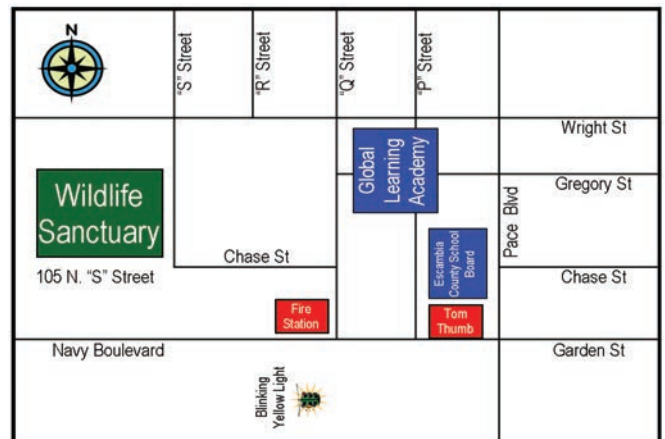 N
"S" Street
"R" Street
"Q" Street
"P" Street
Wright St
Global
Learning
Academy
Gregory St
Wildlife
Sanctuary
Pace Blvd
Escambia
County School
Board
Chase St
105 N. "S" Street
Chase St
Fire
Station
Tom
Thumb
Navy Boulevard
Garden St
Blinking
Yellow Light